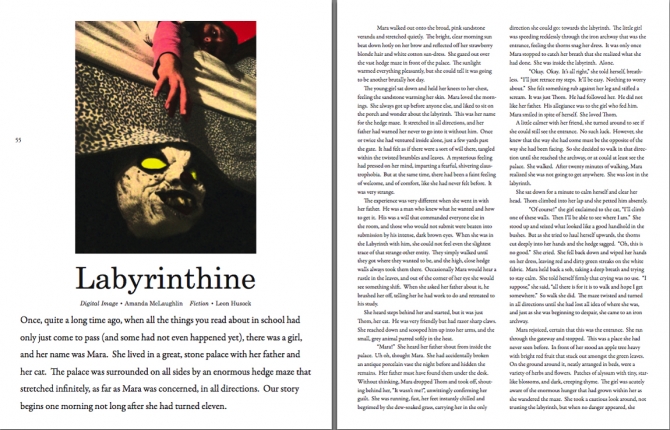 55
Labyrinthine
Digital Image • Amanda McLaughlin Fiction • Leon Hussock
Once, quite a long time ago, when all the things you read about in school had
only just come to pass (and some had not even happened yet), there was a girl,
and her name was Mara. She lived in a great, stone palace with her father and
her cat. The palace was surrounded on all sides by an enormous hedge maze that
stretched infinitely, as far as Mara was concerned, in all directions. Our story
begins one morning not long after she had turned eleven.
Mara walked out onto the broad, pink sandstone
veranda and stretched quietly. The bright, clear morning sun
beat down hotly on her brow and reflected off her strawberry
blonde hair and white cotton sun-dress. She gazed out over
the vast hedge maze in front of the palace. The sunlight
warmed everything pleasantly, but she could tell it was going
to be another brutally hot day.
The young girl sat down and held her knees to her chest,
feeling the sandstone warming her skin. Mara loved the morn-
ings. She always got up before anyone else, and liked to sit on
the porch and wonder about the labyrinth. This was her name
for the hedge maze. It stretched in all directions, and her
father had warned her never to go into it without him. Once
or twice she had ventured inside alone, just a few yards past
the gate. It had felt as if there were a sort of will there, tangled
within the twisted brambles and leaves. A mysterious feeling
had pressed on her mind, imparting a fearful, shivering claus-
trophobia. But at the same time, there had been a faint feeling
of welcome, and of comfort, like she had never felt before. It
was very strange.
The experience was very different when she went in with
her father. He was a man who knew what he wanted and how
to get it. His was a will that commanded everyone else in
the room, and those who would not submit were beaten into
submission by his intense, dark brown eyes. When she was in
the Labyrinth with him, she could not feel even the slightest
trace of that strange other entity. They simply walked until
they got where they wanted to be, and the high, close hedge
walls always took them there. Occasionally Mara would hear a
rustle in the leaves, and out of the corner of her eye she would
see something shift. When she asked her father about it, he
brushed her off, telling her he had work to do and retreated to
his study.
She heard steps behind her and started, but it was just
Thorn, her cat. He was very friendly but had razor sharp claws.
She reached down and scooped him up into her arms, and the
small, grey animal purred softly in the heat.
"Mara!" She heard her father shout from inside the
palace. Uh-oh, thought Mara. She had accidentally broken
an antique porcelain vase the night before and hidden the
remains. Her father must have found them under the desk.
Without thinking, Mara dropped Thorn and took off, shout-
ing behind her, "It wasn't me!", unwittingly confirming her
guilt. She was running, fast, her feet instantly chilled and
begrimed by the dew-soaked grass, carrying her in the only
direction she could go: towards the labyrinth. The little girl
was speeding recklessly through the iron archway that was the
entrance, feeling the thorns snag her dress. It was only once
Mara stopped to catch her breath that she realized what she
had done. She was inside the labyrinth. Alone.
"Okay. Okay. It's all right," she told herself, breath-
less. "I'll just retrace my steps. It'll be easy. Nothing to worry
about." She felt something rub against her leg and stifled a
scream. It was Thorn. He had followed her. He did not
like her father. His allegiance was to the girl who fed him.
Mara smiled in spite of herself. She loved Thorn.
A little calmer with her friend, she turned around to see if
she could still see the entrance. No such luck. However, she
knew that the way she had come must be the opposite of the
way she had been facing. So she decided to walk in that direc-
tion until she reached the archway, or at could at least see the
palace. She walked. After twenty minutes of walking, Mara
realized she was not going to get anywhere. She was lost in the
labyrinth.
She sat down for a minute to calm herself and clear her
head. Thorn climbed into her lap and she petted him absently.
"Of course!" the girl exclaimed to the cat, "I'll climb
one of these walls. Then I'll be able to see where I am." She
stood up and seized what looked like a good handhold in the
bushes. But as she tried to haul herself upwards, the thorns
cut deeply into her hands and the hedge sagged. "Oh, this is
no good." She cried. She fell back down and wiped her hands
on her dress, leaving red and dirty green streaks on the white
fabric. Mara held back a sob, taking a deep breath and trying
to stay calm. She told herself firmly that crying was no use. "I
suppose," she said, "all there is for it is to walk and hope I get
somewhere." So walk she did. The maze twisted and turned
in all directions until she had lost all idea of where she was,
and just as she was beginning to despair, she came to an iron
archway.
Mara rejoiced, certain that this was the entrance. She ran
through the gateway and stopped. This was a place she had
never seen before. In front of her stood an apple tree heavy
with bright red fruit that stuck out amongst the green leaves.
On the ground around it, neatly arranged in beds, were a
variety of herbs and flowers. Patches of alyssum with tiny, star-
like blossoms, and dark, creeping thyme. The girl was acutely
aware of the enormous hunger that had grown within her as
she wandered the maze. She took a cautious look around, not
trusting the labyrinth, but when no danger appeared, she